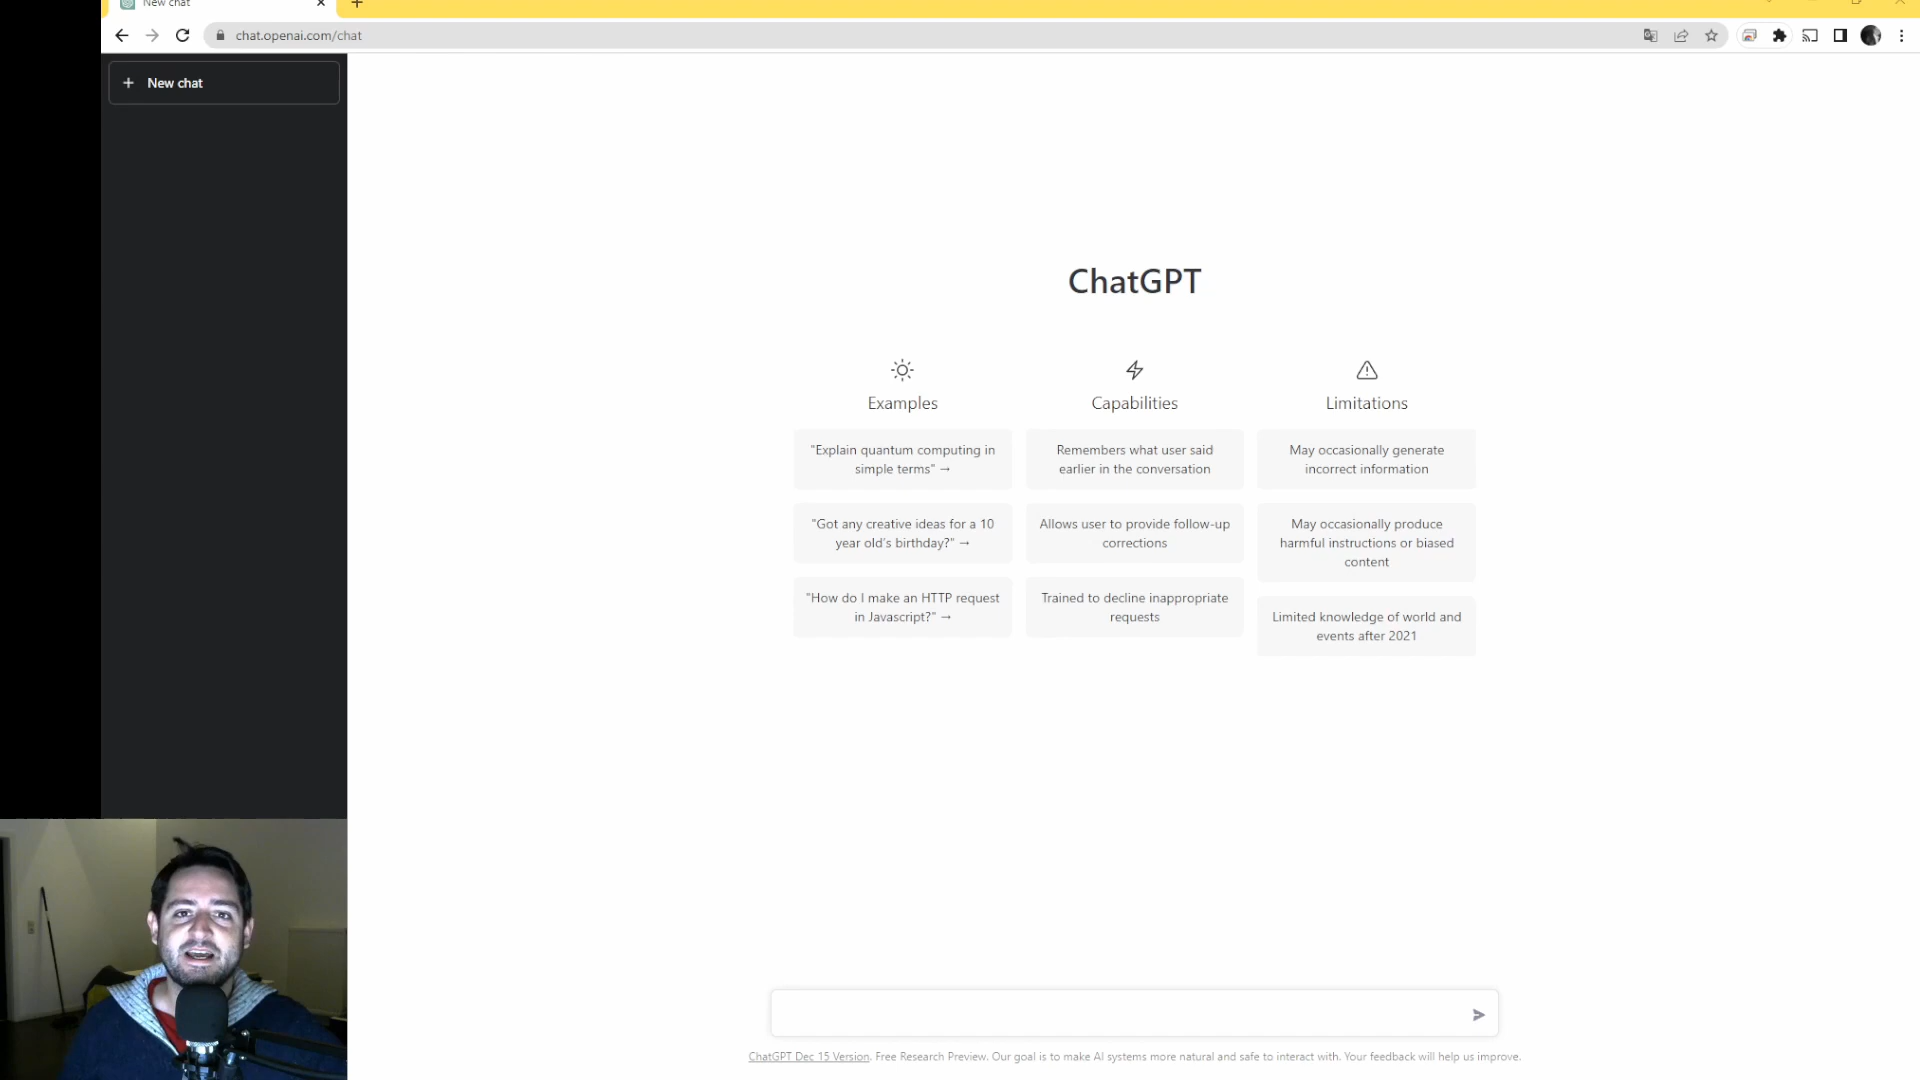 New chat
chat.openai.com/chat
New chat
ChatGPT
Examples
"Explain quantum computing in
simple terms" →
"Got any creative ideas for a 10
year old's birthday?" →
"How do I make an HTTP request
in Javascript?" →
Capabilities
Remembers what user said
earlier in the conversation
Allows user to provide follow-up
corrections
Trained to decline inappropriate
requests
Limitations
May occasionally generate
incorrect information
May occasionally produce
harmful instructions or biased
content
Limited knowledge of world and
events after 2021
ChatGPT Dec 15 Version. Free Research Preview. Our goal is to make AI systems more natural and safe to interact with. Your feedback will help us improve.